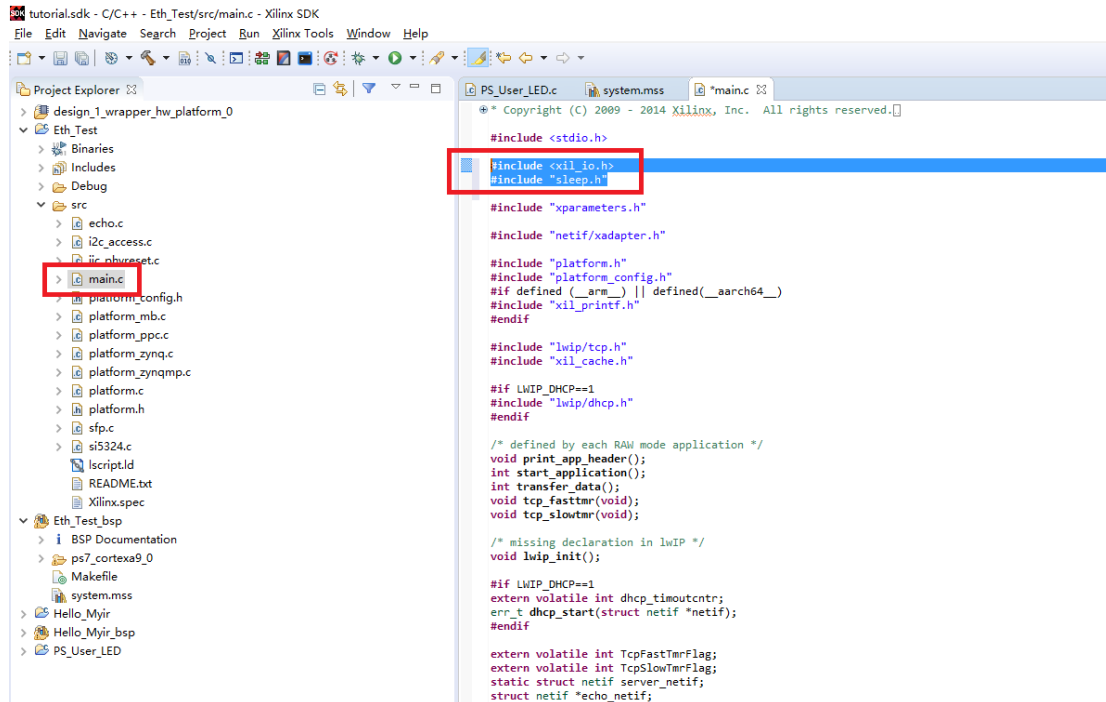 tutorial.sdk - C/C++ - Eth_Test/src/main.c - Xilinx SDK
File Edit Navigate Search Project Run Xilinx Tools Window Help
Project Explorer
design_1_wrapper_hw_platform_0
Eth_Test
Binaries
Includes
Debug
src
echo.c
i2c_access.c
iic_phyreset.c
main.c
platform_config.h
platform_mb.c
platform_ppc.c
platform_zynq.c
platform_zynqmp.c
platform.c
platform.h
sfp.c
si5324.c
lscript.ld
README.txt
Xilinx.spec
Eth_Test_bsp
BSP Documentation
ps7_cortexa9_0
Makefile
system.mss
Hello_Myir
Hello_Myir_bsp
PS_User_LED
PS_User_LED.c system.mss *main.c
* Copyright (C) 2009 - 2014 Xilinx, Inc. All rights reserved.
#include <stdio.h>
#include <xil_io.h>
#include "sleep.h"
#include "xparameters.h"
#include "netif/xadapter.h"
#include "platform.h"
#include "platform_config.h"
#if defined (__arm__) || defined(__aarch64__)
#include "xil_printf.h"
#endif
#include "lwip/tcp.h"
#include "xil_cache.h"
#if LWIP_DHCP==1
#include "lwip/dhcp.h"
#endif
/* defined by each RAW mode application */
void print_app_header();
int start_application();
int transfer_data();
void tcp_fasttmr(void);
void tcp_slowtmr(void);
/* missing declaration in lwIP */
void lwip_init();
#if LWIP_DHCP==1
extern volatile int dhcp_timoutcntr;
err_t dhcp_start(struct netif *netif);
#endif
extern volatile int TcpFastTmrFlag;
extern volatile int TcpSlowTmrFlag;
static struct netif server_netif;
struct netif *echo_netif;